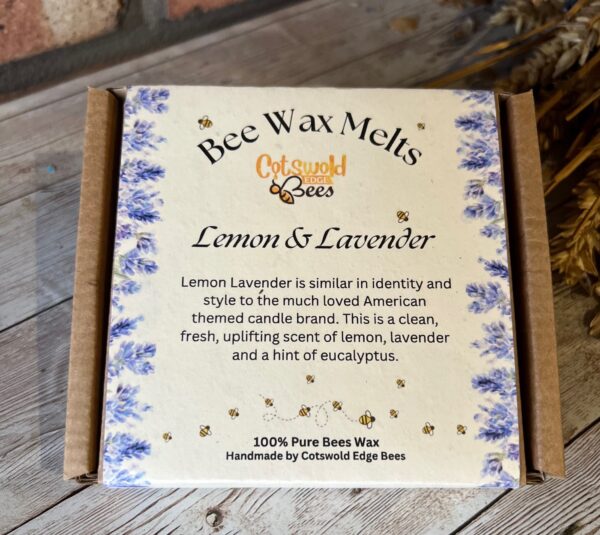 Bee Wax Melts
Cotswold
EDGE
Bees
Lemon & Lavender
Lemon Lavender is similar in identity and
style to the much loved American
themed candle brand. This is a clean,
fresh, uplifting scent of lemon, lavender
and a hint of eucalyptus.
100% Pure Bees Wax
Handmade by Cotswold Edge Bees